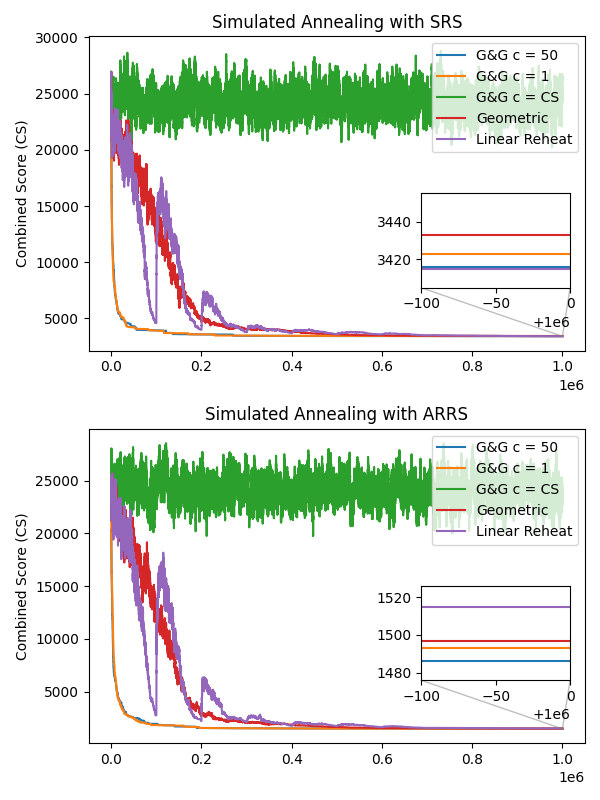 Simulated Annealing with SRS
30000
25000
20000
15000
10000
5000
Combined Score (CS)
G&G c = 50
G&G c = 1
G&G c = CS
Geometric
Linear Reheat
3440
3420
−100 −50 0
+1e6
0.0 0.2 0.4 0.6 0.8 1.0
1e6
Simulated Annealing with ARRS
25000
20000
15000
10000
5000
Combined Score (CS)
G&G c = 50
G&G c = 1
G&G c = CS
Geometric
Linear Reheat
1520
1500
1480
−100 −50 0
+1e6
0.0 0.2 0.4 0.6 0.8 1.0
1e6